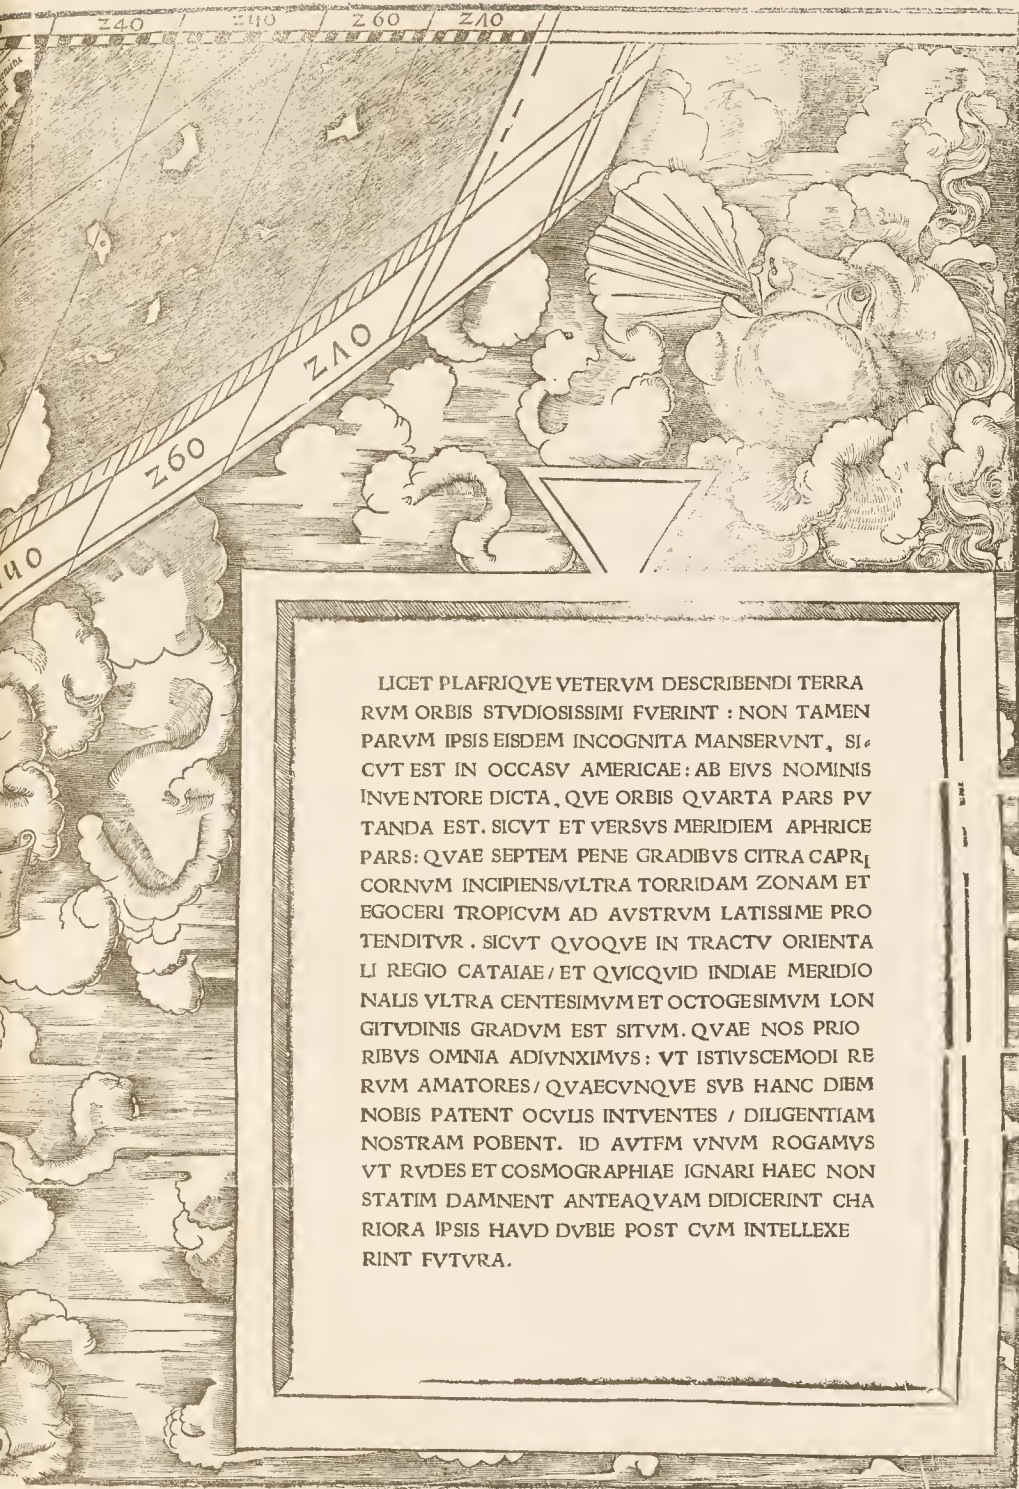 Z40 Z40 Z60 Z10
Z70
Z60
40
LICET PLAFRIQVE VETERVM DESCRIBENDI TERRA
RVM ORBIS STVDIOSISSIMI FVERINT : NON TAMEN
PARVM IPSIS EISDEM INCOGNITA MANSERVNT, SI⸗
CVT EST IN OCCASV AMERICAE: AB EIVS NOMINIS
INVENTORE DICTA, QVE ORBIS QVARTA PARS PV
TANDA EST. SICVT ET VERSVS MERIDIEM APHRICE
PARS: QVAE SEPTEM PENE GRADIBVS CITRA CAPRI
CORNVM INCIPIENS/VLTRA TORRIDAM ZONAM ET
EGOCERI TROPICVM AD AVSTRVM LATISSIME PRO
TENDITVR . SICVT QVOQVE IN TRACTV ORIENTA
LI REGIO CATAIAE / ET QVICQVID INDIAE MERIDIO
NALIS VLTRA CENTESIMVM ET OCTOGESIMVM LON
GITVDINIS GRADVM EST SITVM. QVAE NOS PRIO
RIBVS OMNIA ADIVNXIMVS : VT ISTIVSCEMODI RE
RVM AMATORES / QVAECVNQVE SVB HANC DIEM
NOBIS PATENT OCVLIS INTVENTES / DILIGENTIAM
NOSTRAM POBENT. ID AVTFM VNVM ROGAMVS
VT RVDES ET COSMOGRAPHIAE IGNARI HAEC NON
STATIM DAMNENT ANTEAQVAM DIDICERINT CHA
RIORA IPSIS HAVD DVBIE POST CVM INTELLEXE
RINT FVTVRA.